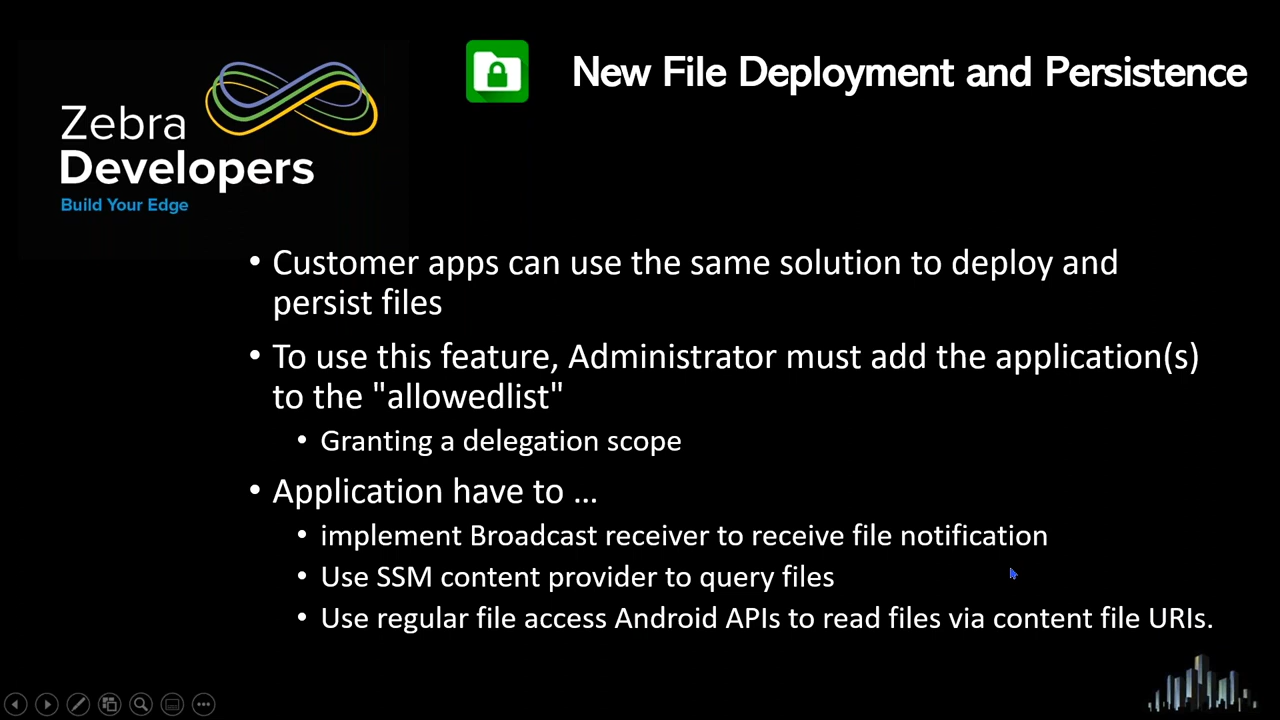 New File Deployment and Persistence
Zebra
Developers
Build Your Edge
• Customer apps can use the same solution to deploy and
persist files
• To use this feature, Administrator must add the application(s)
to the "allowedlist"
• Granting a delegation scope
• Application have to …
• implement Broadcast receiver to receive file notification
• Use SSM content provider to query files
• Use regular file access Android APIs to read files via content file URIs.